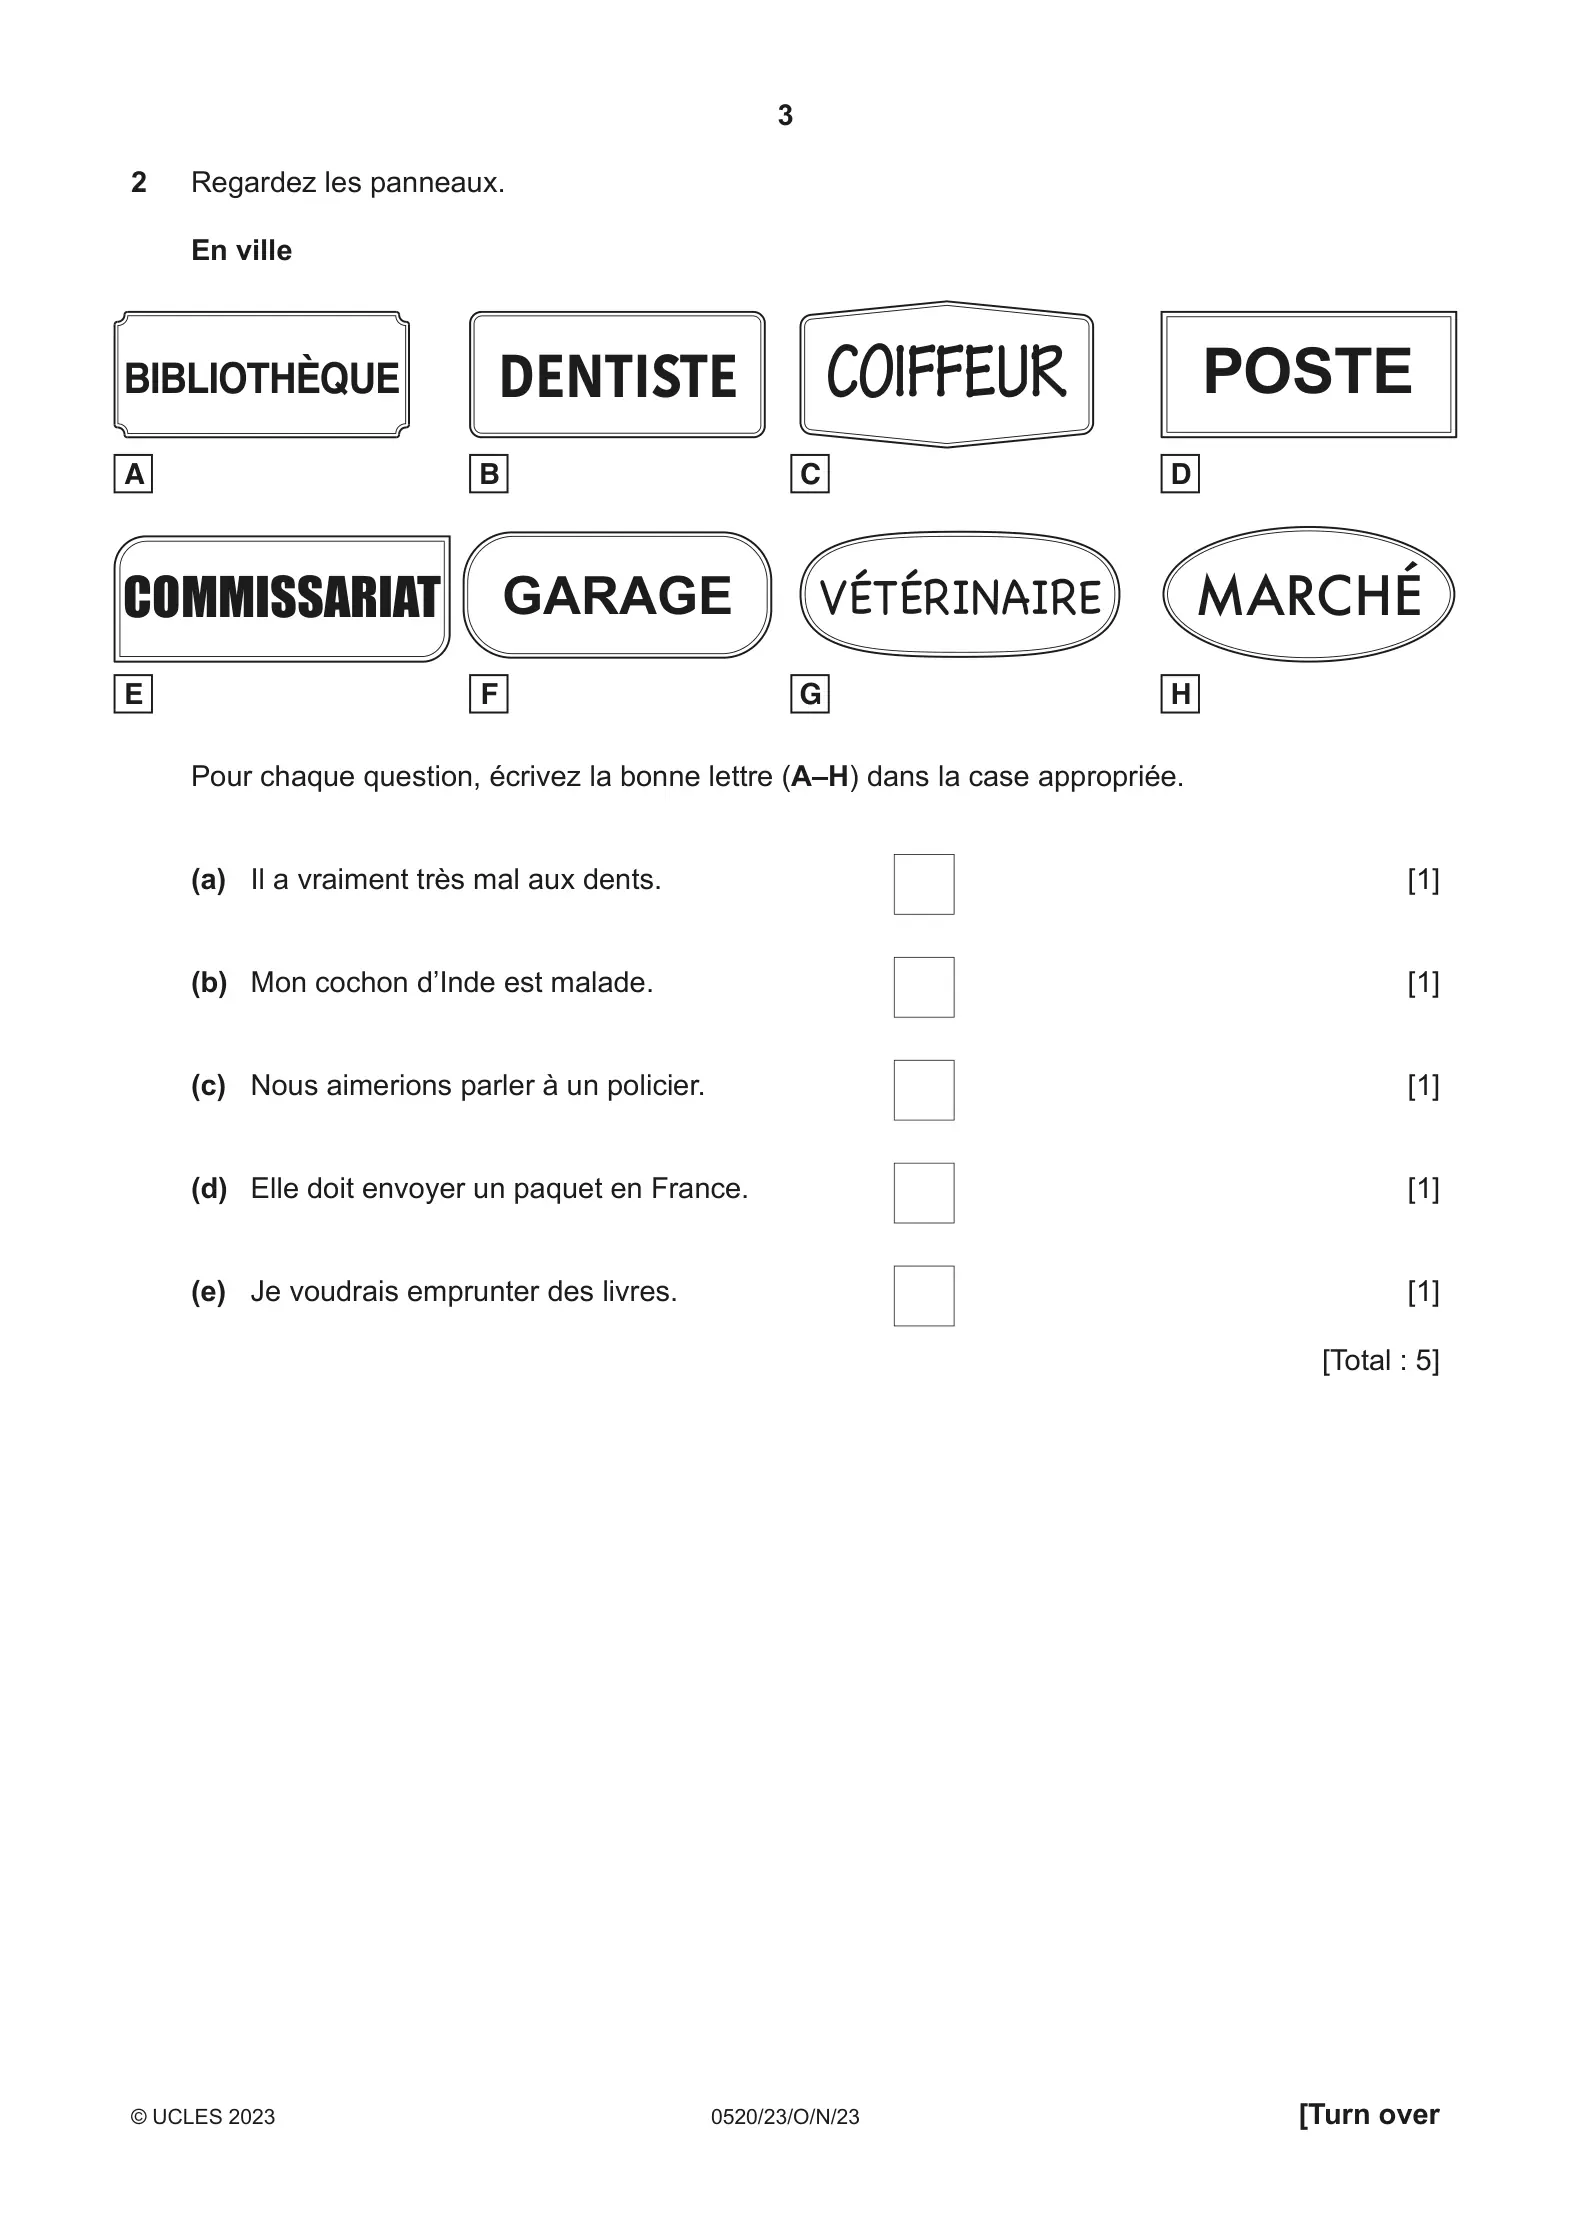 3
2 Regardez les panneaux.
En ville
BIBLIOTHÈQUE DENTISTE COIFFEUR POSTE
A B C D
COMMISSARIAT GARAGE VÉTÉRINAIRE MARCHÉ
E F G H
Pour chaque question, écrivez la bonne lettre (A–H) dans la case appropriée.
(a) Il a vraiment très mal aux dents. [1]
(b) Mon cochon d’Inde est malade. [1]
(c) Nous aimerions parler à un policier. [1]
(d) Elle doit envoyer un paquet en France. [1]
(e) Je voudrais emprunter des livres. [1]
[Total : 5]
© UCLES 2023 0520/23/O/N/23 [Turn over